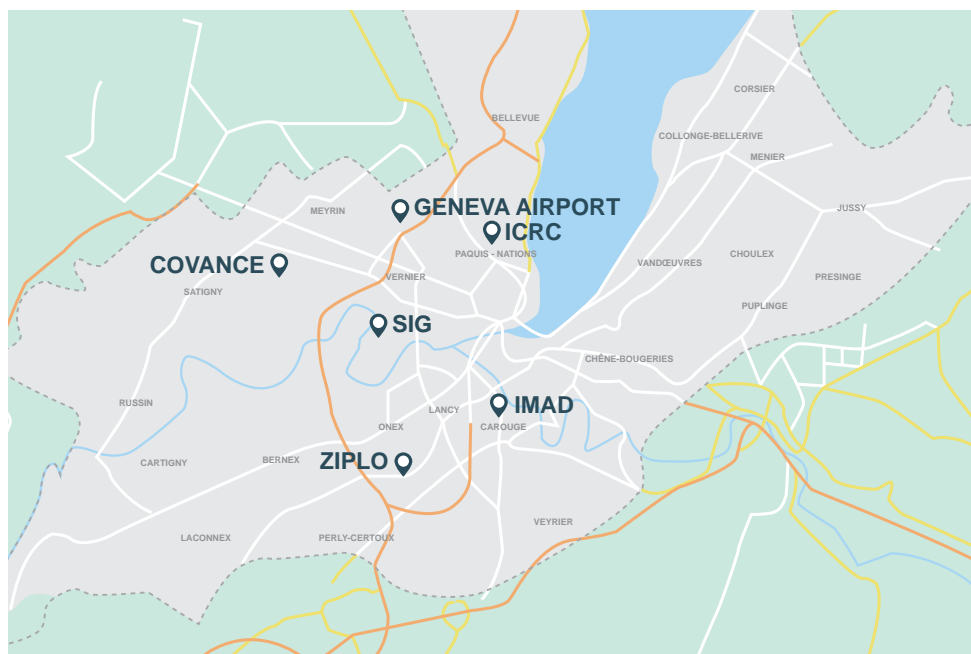 CORSIER
BELLEVUE
COLLONGE-BELLERIVE
MENIER
MEYRIN
GENEVA AIRPORT
JUSSY
ICRC
PAQUIS - NATIONS
CHOULEX
COVANCE
VANDŒUVRES
VERNIER
PRESINGE
SATIGNY
PUPLINGE
SIG
CHÊNE-BOUGERIES
RUSSIN
IMAD
LANCY
ONEX
CAROUGE
CARTIGNY
BERNEX
ZIPLO
VEYRIER
LACONNEX
PERLY-CERTOUX